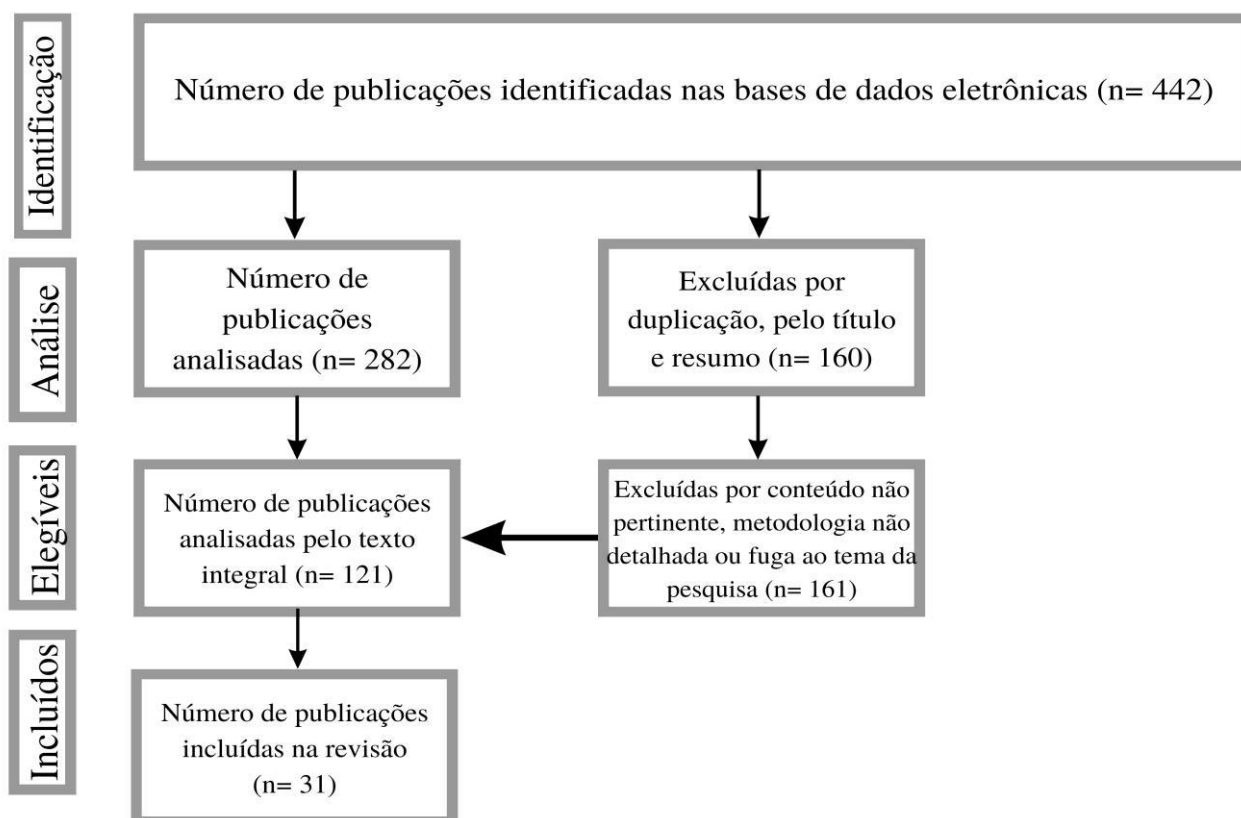 Identificação
Número de publicações identificadas nas bases de dados eletrônicas (n= 442)
Análise
Número de
publicações
analisadas (n= 282)
Excluídas por
duplicação, pelo título
e resumo (n= 160)
Elegíveis
Número de publicações
analisadas pelo texto
integral (n= 121)
Excluídas por conteúdo não
pertinente, metodologia não
detalhada ou fuga ao tema da
pesquisa (n= 161)
Incluídos
Número de publicações
incluídas na revisão
(n= 31)